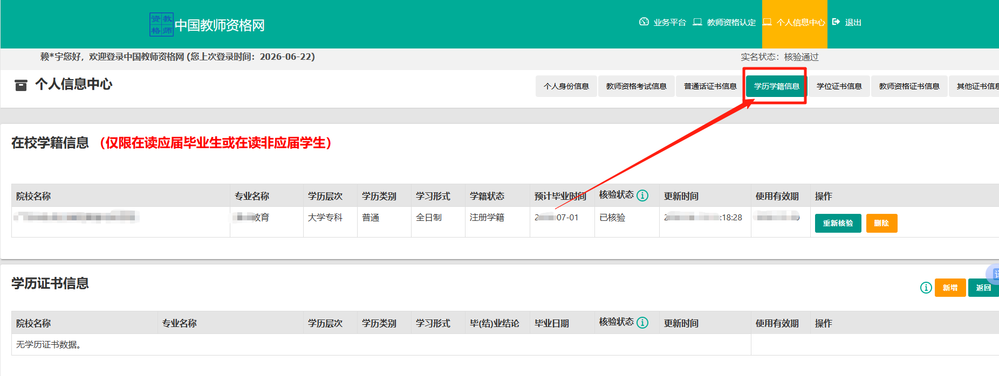 资教
格师
中国教师资格网
业务平台 教师资格认定 个人信息中心 退出
赖*宇您好，欢迎登录中国教师资格网 (您上次登录时间：2026-06-22)
实名状态：核验通过
个人信息中心
个人身份信息 教师资格考试信息 普通话证书信息 学历学籍信息 学位证书信息 教师资格证书信息 其他证书信息
在校学籍信息 （仅限在读应届毕业生或在读非应届学生）
院校名称 专业名称 学历层次 学历类别 学习形式 学籍状态 预计毕业时间 核验状态 更新时间 使用有效期 操作
教育 大学专科 普通 全日制 注册学籍 2 07-01 已核验 2 :18:28 重新核验 删除
学历证书信息
新增 返回
院校名称 专业名称 学历层次 学历类别 学习形式 毕(结)业结论 毕业日期 核验状态 更新时间 使用有效期 操作
无学历证书数据。